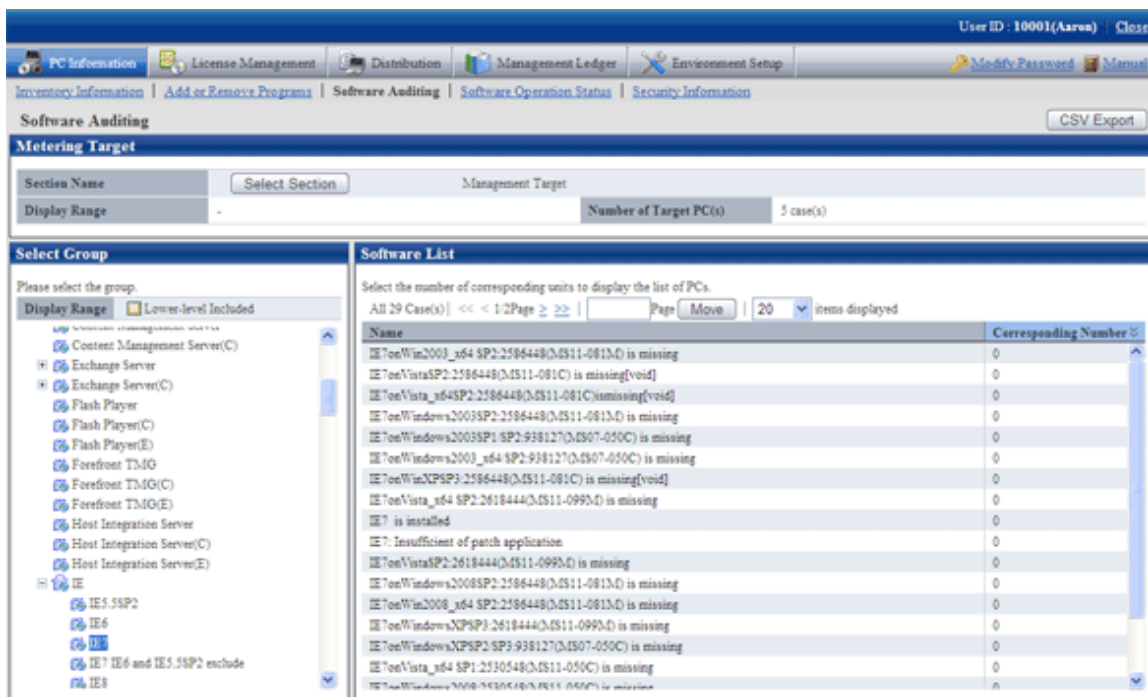 User ID : 10001(Aaron) Close
PC Information License Management Distribution Management Ledger Environment Setup Modify Password Manual
Inventory Information | Add or Remove Programs | Software Auditing | Software Operation Status | Security Information
Software Auditing CSV Export
Metering Target
Section Name Select Section Management Target
Display Range - Number of Target PC(s) 5 case(s)
Select Group
Please select the group.
Display Range Lower-level Included
Content Management Server(C)
Exchange Server
Exchange Server(C)
Flash Player
Flash Player(C)
Flash Player(E)
Forefront TMG
Forefront TMG(C)
Forefront TMG(E)
Host Integration Server
Host Integration Server(C)
Host Integration Server(E)
IE
IE5.5SP2
IE6
IE7
IE7 IE6 and IE5.5SP2 exclude
IE8
Software List
Select the number of corresponding units to display the list of PCs.
All 29 Case(s) | << < 1/2Page > >> | Page Move | 20 items displayed
Name Corresponding Number
IE7onWin2003_x64 SP2:2586448(MS11-081M) is missing 0
IE7onVistaSP2:2586448(MS11-081C) is missing[void] 0
IE7onVista_x64SP2:2586448(MS11-081C)ismissing[void] 0
IE7onWindows2003SP2:2586448(MS11-081M) is missing 0
IE7onWindows2003SP1/SP2:938127(MS07-050C) is missing 0
IE7onWindows2003_x64/SP2:938127(MS07-050C) is missing 0
IE7onWinXPSP3:2586448(MS11-081C) is missing[void] 0
IE7onVista_x64 SP2:2618444(MS11-099M) is missing 0
IE7 is installed 0
IE7: Insufficient of patch application 0
IE7onVistaSP2:2618444(MS11-099M) is missing 0
IE7onWindows2008SP2:2586448(MS11-081M) is missing 0
IE7onWin2008_x64 SP2:2586448(MS11-081M) is missing 0
IE7onWindowsXPSP3:2618444(MS11-099M) is missing 0
IE7onWindowsXPSP2/SP3:938127(MS07-050C) is missing 0
IE7onVista_x64 SP1:2530548(MS11-050C) is missing 0
IE7onWindows2008:2530548(MS11-050C) is missing 0